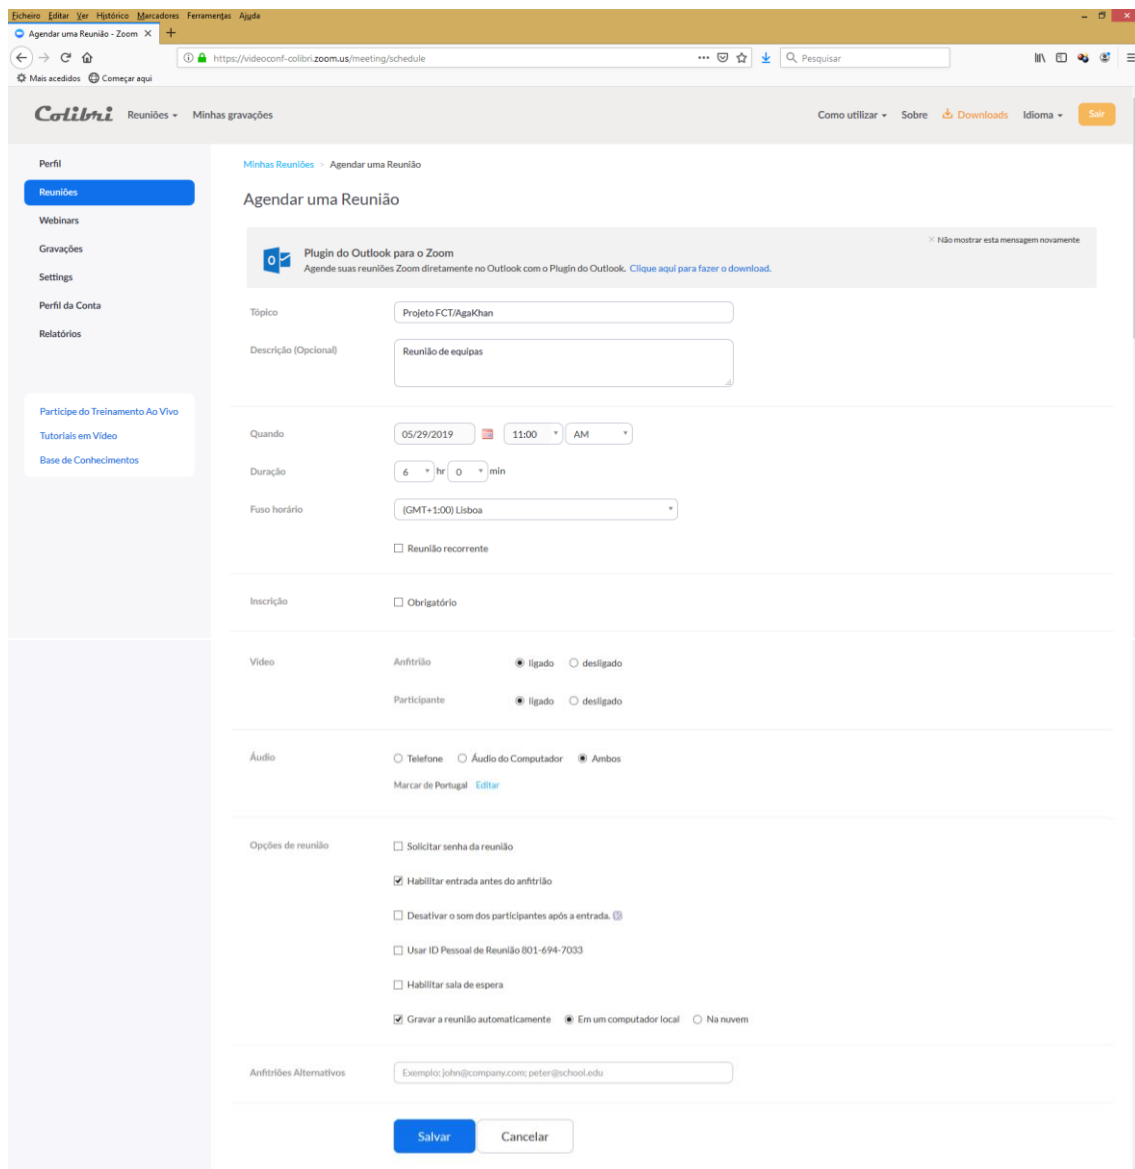 Ficheiro Editar Ver Histórico Marcadores Ferramentas Ajuda
Agendar uma Reunião - Zoom
https://videoconf-colibri.zoom.us/meeting/schedule
Pesquisar
Mais acedidos Começar aqui
Colibri Reuniões Minhas gravações Como utilizar Sobre Downloads Idioma Sair
Perfil
Reuniões
Webinars
Gravações
Settings
Perfil da Conta
Relatórios
Participe do Treinamento Ao Vivo
Tutoriais em Vídeo
Base de Conhecimentos
Minhas Reuniões > Agendar uma Reunião
Agendar uma Reunião
× Não mostrar esta mensagem novamente
Plugin do Outlook para o Zoom
Agende suas reuniões Zoom diretamente no Outlook com o Plugin do Outlook. Clique aqui para fazer o download.
Tópico Projeto FCT/AgaKhan
Descrição (Opcional) Reunião de equipas
Quando 05/29/2019 11:00 AM
Duração 6 hr 0 min
Fuso horário (GMT+1:00) Lisboa
Reunião recorrente
Inscrição Obrigatório
Vídeo Anfitrião ligado desligado
Participante ligado desligado
Áudio Telefone Áudio do Computador Ambos
Marcar de Portugal Editar
Opções de reunião Solicitar senha da reunião
Habilitar entrada antes do anfitrião
Desativar o som dos participantes após a entrada.
Usar ID Pessoal de Reunião 801-694-7033
Habilitar sala de espera
Gravar a reunião automaticamente Em um computador local Na nuvem
Anfitriões Alternativos Exemplo: john@company.com; peter@school.edu
Salvar Cancelar